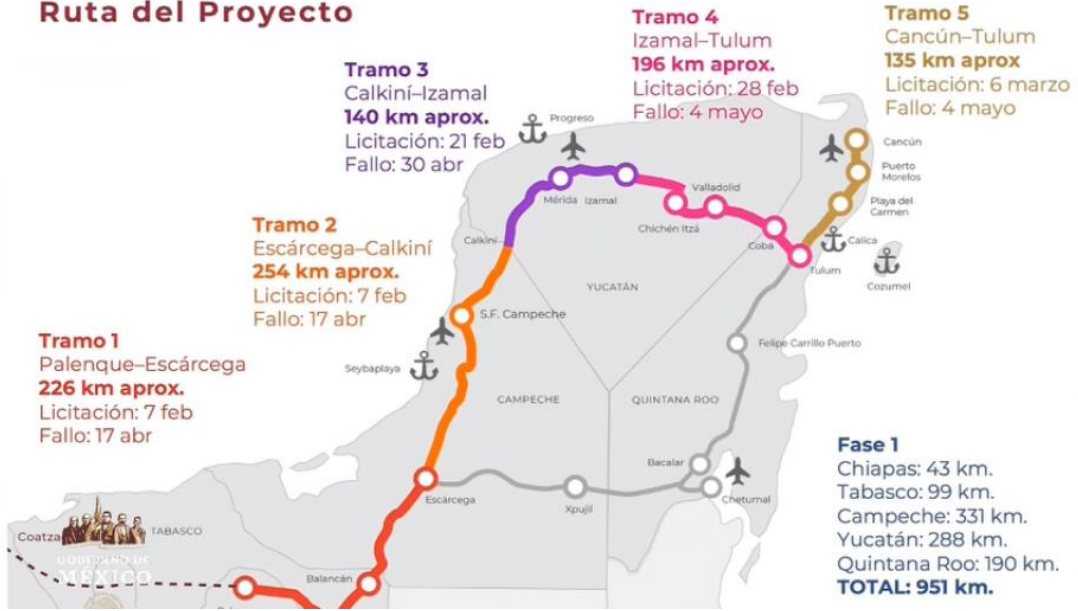 Ruta del Proyecto
Tramo 4
Izamal–Tulum
196 km aprox.
Licitación: 28 feb
Fallo: 4 mayo
Tramo 5
Cancún–Tulum
135 km aprox
Licitación: 6 marzo
Fallo: 4 mayo
Tramo 3
Calkiní–Izamal
140 km aprox.
Licitación: 21 feb
Fallo: 30 abr
Progreso
Cancún
Puerto
Morelos
Playa del
Carmen
Mérida
Izamal
Valladolid
Chichén Itzá
Cobá
Calica
Tulum
Cozumel
Calkiní
Tramo 2
Escárcega–Calkiní
254 km aprox.
Licitación: 7 feb
Fallo: 17 abr
YUCATÁN
S.F. Campeche
Felipe Carrillo Puerto
Tramo 1
Palenque–Escárcega
226 km aprox.
Licitación: 7 feb
Fallo: 17 abr
Seybaplaya
CAMPECHE
QUINTANA ROO
Bacalar
Chetumal
Escárcega
Xpujil
Fase 1
Chiapas: 43 km.
Tabasco: 99 km.
Campeche: 331 km.
Yucatán: 288 km.
Quintana Roo: 190 km.
TOTAL: 951 km.
TABASCO
Coatza
GOBIERNO DE
MÉXICO
Balancán